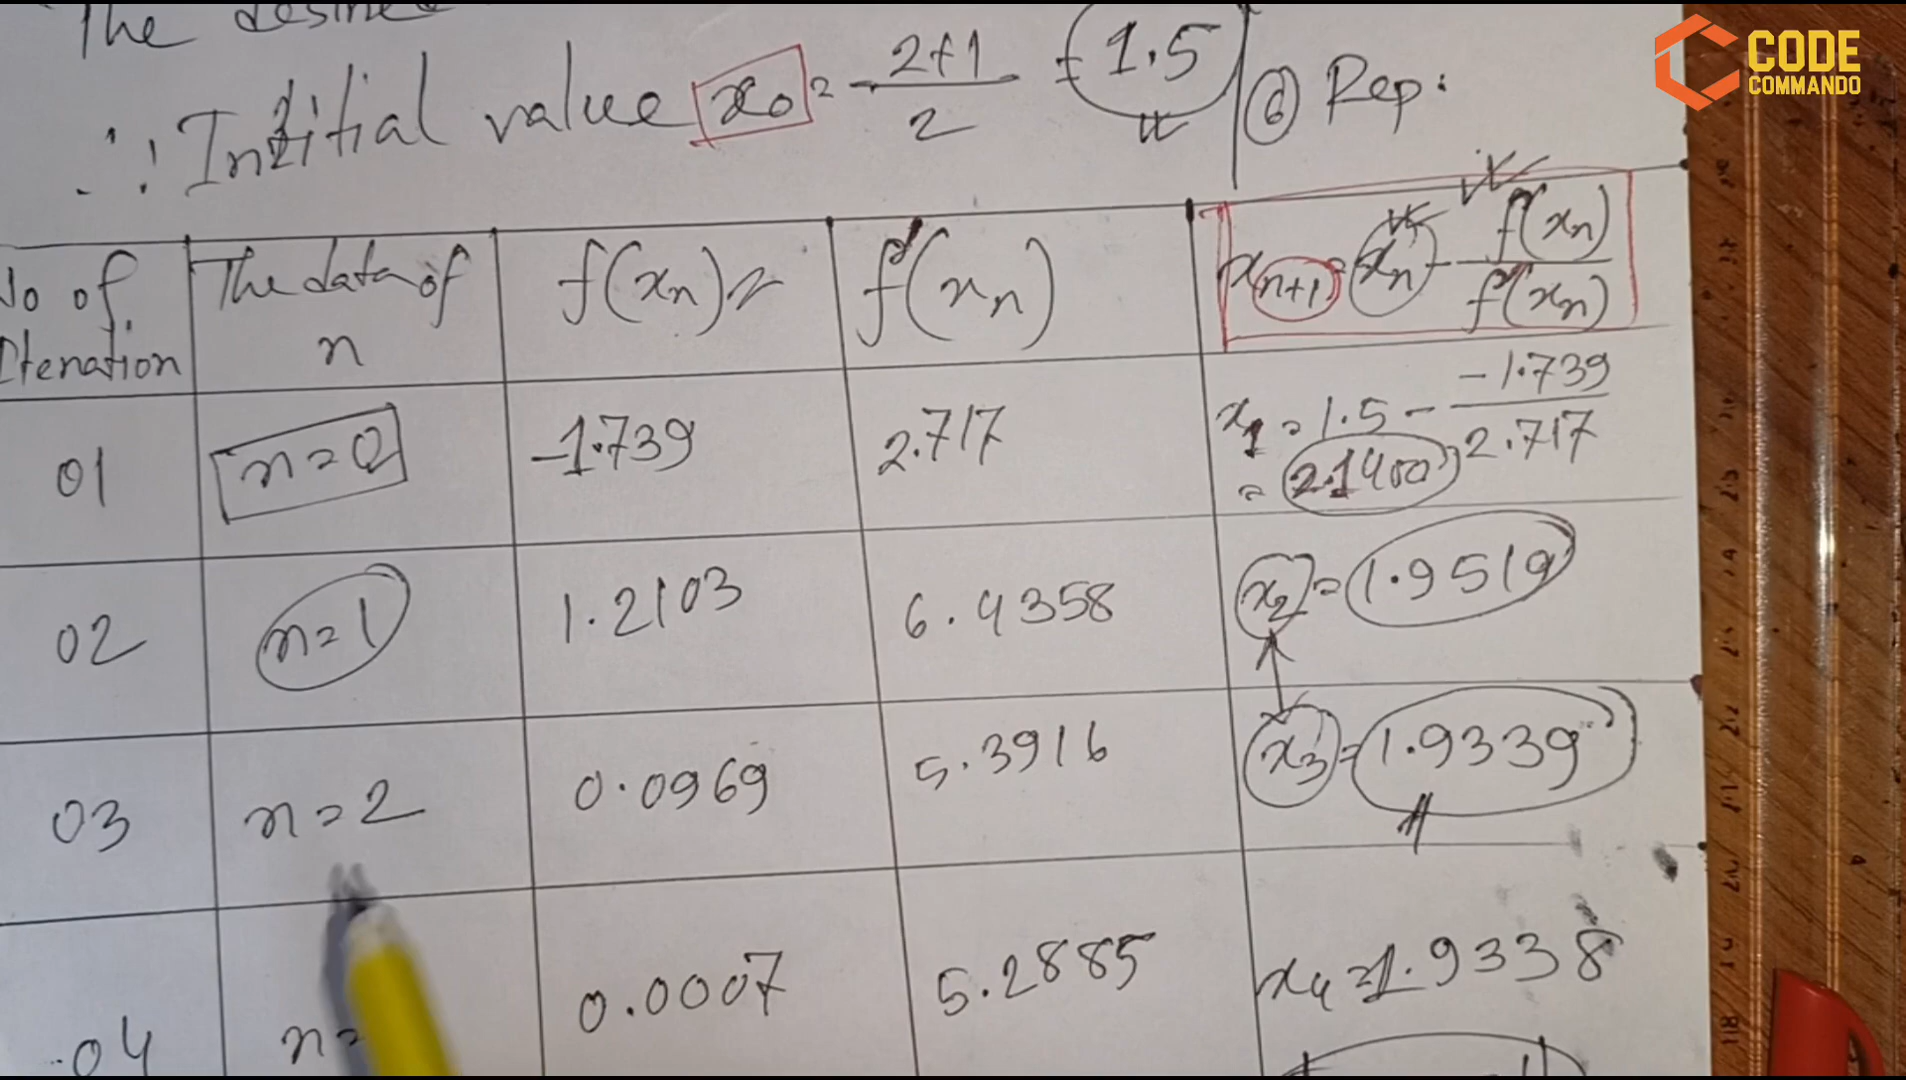 The
∴ Initial value x₀ = 2+1/2 = 1.5
⑥ Rep:
No of Iteration
The data of n
f(xₙ)
f'(xₙ)
xₙ₊₁ = xₙ - f(xₙ)/f'(xₙ)
01
n=0
-1.739
2.717
x₁ = 1.5 - -1.739/2.717
= 2.1400
02
n=1
1.2103
6.4358
x₂ = 1.9519
03
n=2
0.0969
5.3916
x₃ = 1.9339
04
n=
0.0007
5.2885
x₄ = 1.9338
CODE
COMMANDO